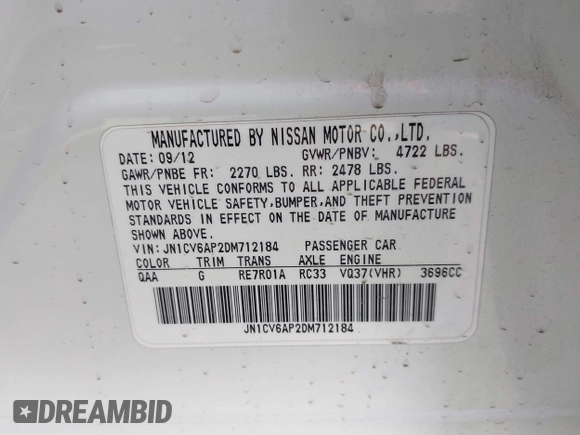 MANUFACTURED BY NISSAN MOTOR CO.,LTD.
DATE: 09/12 GVWR/PNBV: 4722 LBS.
GAWR/PNBE FR: 2270 LBS. RR: 2478 LBS.
THIS VEHICLE CONFORMS TO ALL APPLICABLE FEDERAL
MOTOR VEHICLE SAFETY,BUMPER,AND THEFT PREVENTION
STANDARDS IN EFFECT ON THE DATE OF MANUFACTURE
SHOWN ABOVE.
VIN: JN1CV6AP2DM712184 PASSENGER CAR
COLOR TRIM TRANS AXLE ENGINE
QAA G RE7R01A RC33 VQ37(VHR) 3696CC
JN1CV6AP2DM712184
DREAMBID